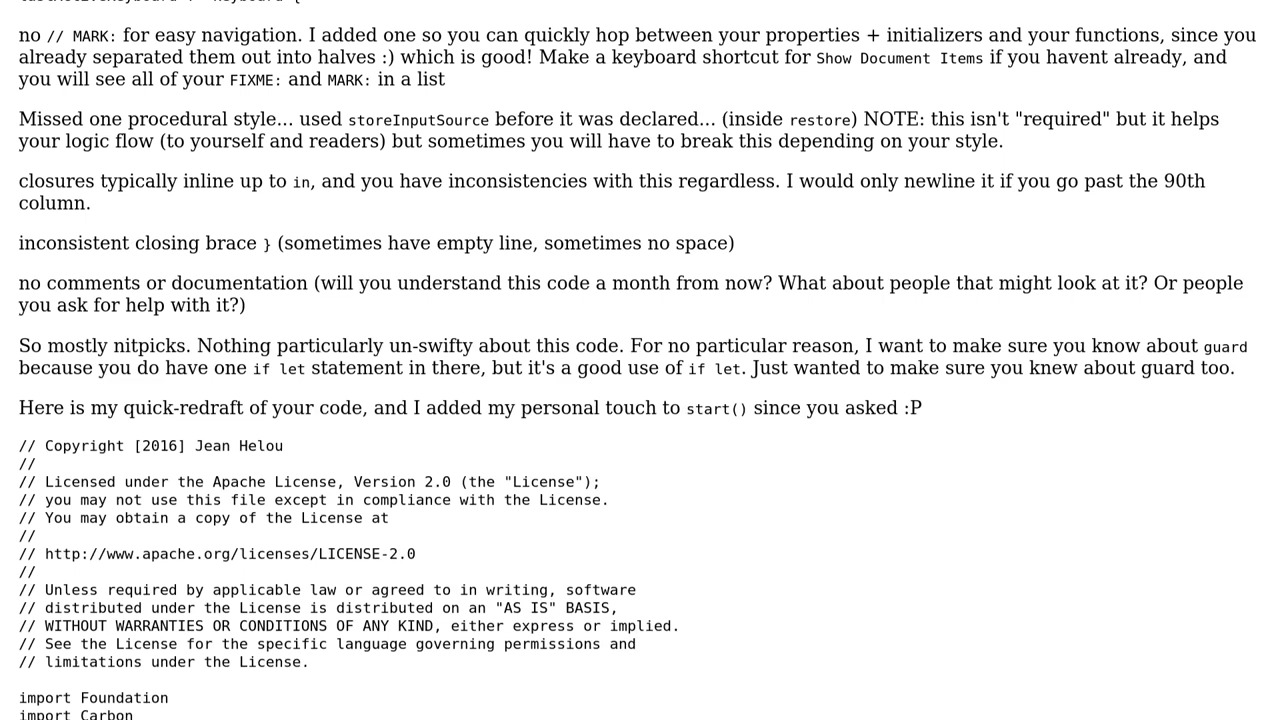 no // MARK: for easy navigation. I added one so you can quickly hop between your properties + initializers and your functions, since you
already separated them out into halves :) which is good! Make a keyboard shortcut for Show Document Items if you havent already, and
you will see all of your FIXME: and MARK: in a list
Missed one procedural style... used storeInputSource before it was declared... (inside restore) NOTE: this isn't "required" but it helps
your logic flow (to yourself and readers) but sometimes you will have to break this depending on your style.
closures typically inline up to in, and you have inconsistencies with this regardless. I would only newline it if you go past the 90th
column.
inconsistent closing brace } (sometimes have empty line, sometimes no space)
no comments or documentation (will you understand this code a month from now? What about people that might look at it? Or people
you ask for help with it?)
So mostly nitpicks. Nothing particularly un-swifty about this code. For no particular reason, I want to make sure you know about guard
because you do have one if let statement in there, but it's a good use of if let. Just wanted to make sure you knew about guard too.
Here is my quick-redraft of your code, and I added my personal touch to start() since you asked :P
// Copyright [2016] Jean Helou
//
// Licensed under the Apache License, Version 2.0 (the "License");
// you may not use this file except in compliance with the License.
// You may obtain a copy of the License at
//
// http://www.apache.org/licenses/LICENSE-2.0
//
// Unless required by applicable law or agreed to in writing, software
// distributed under the License is distributed on an "AS IS" BASIS,
// WITHOUT WARRANTIES OR CONDITIONS OF ANY KIND, either express or implied.
// See the License for the specific language governing permissions and
// limitations under the License.
import Foundation
import Carbon